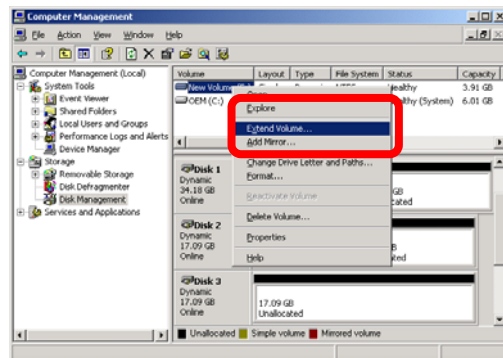 Computer Management
File Action View Window Help
Computer Management (Local)
System Tools
Event Viewer
Shared Folders
Local Users and Groups
Performance Logs and Alerts
Device Manager
Storage
Removable Storage
Disk Defragmenter
Disk Management
Services and Applications
Volume Layout Type File System Status Capacity
New Volume Healthy 3.91 GB
OEM (C:) (System) 6.01 GB
Open
Explore
Extend Volume...
Add Mirror...
Change Drive Letter and Paths...
Format...
Reactivate Volume
Delete Volume...
Properties
Help
Disk 1
Dynamic
34.18 GB
Online
GB
Disk 2
Dynamic
17.09 GB
Online
Disk 3
Dynamic
17.09 GB
Online
17.09 GB
Unallocated
Unallocated Simple volume Mirrored volume